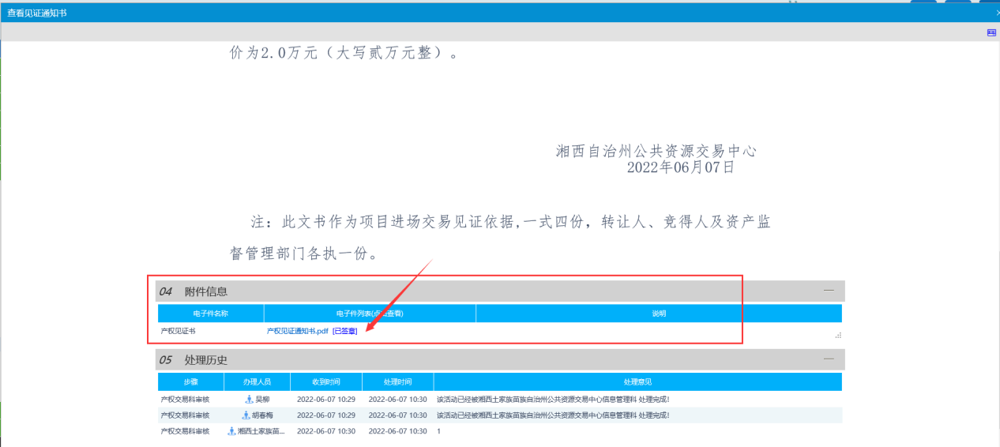 查看见证通知书
价为2.0万元（大写贰万元整）。
湘西自治州公共资源交易中心
2022年06月07日
注：此文书作为项目进场交易见证依据,一式四份，转让人、竞得人及资产监
督管理部门各执一份。
04 附件信息
电子件名称 电子件列表(点击查看) 说明
产权见证书 产权见证通知书.pdf [已签章]
05 处理历史
步骤 办理人员 收到时间 处理时间 处理意见
产权交易科审核 吴柳 2022-06-07 10:29 2022-06-07 10:30 该活动已经被湘西土家族苗族自治州公共资源交易中心信息管理科 处理完成!
产权交易科审核 胡春梅 2022-06-07 10:29 2022-06-07 10:30 该活动已经被湘西土家族苗族自治州公共资源交易中心信息管理科 处理完成!
产权交易科审核 湘西土家族苗... 2022-06-07 10:30 2022-06-07 10:30 1